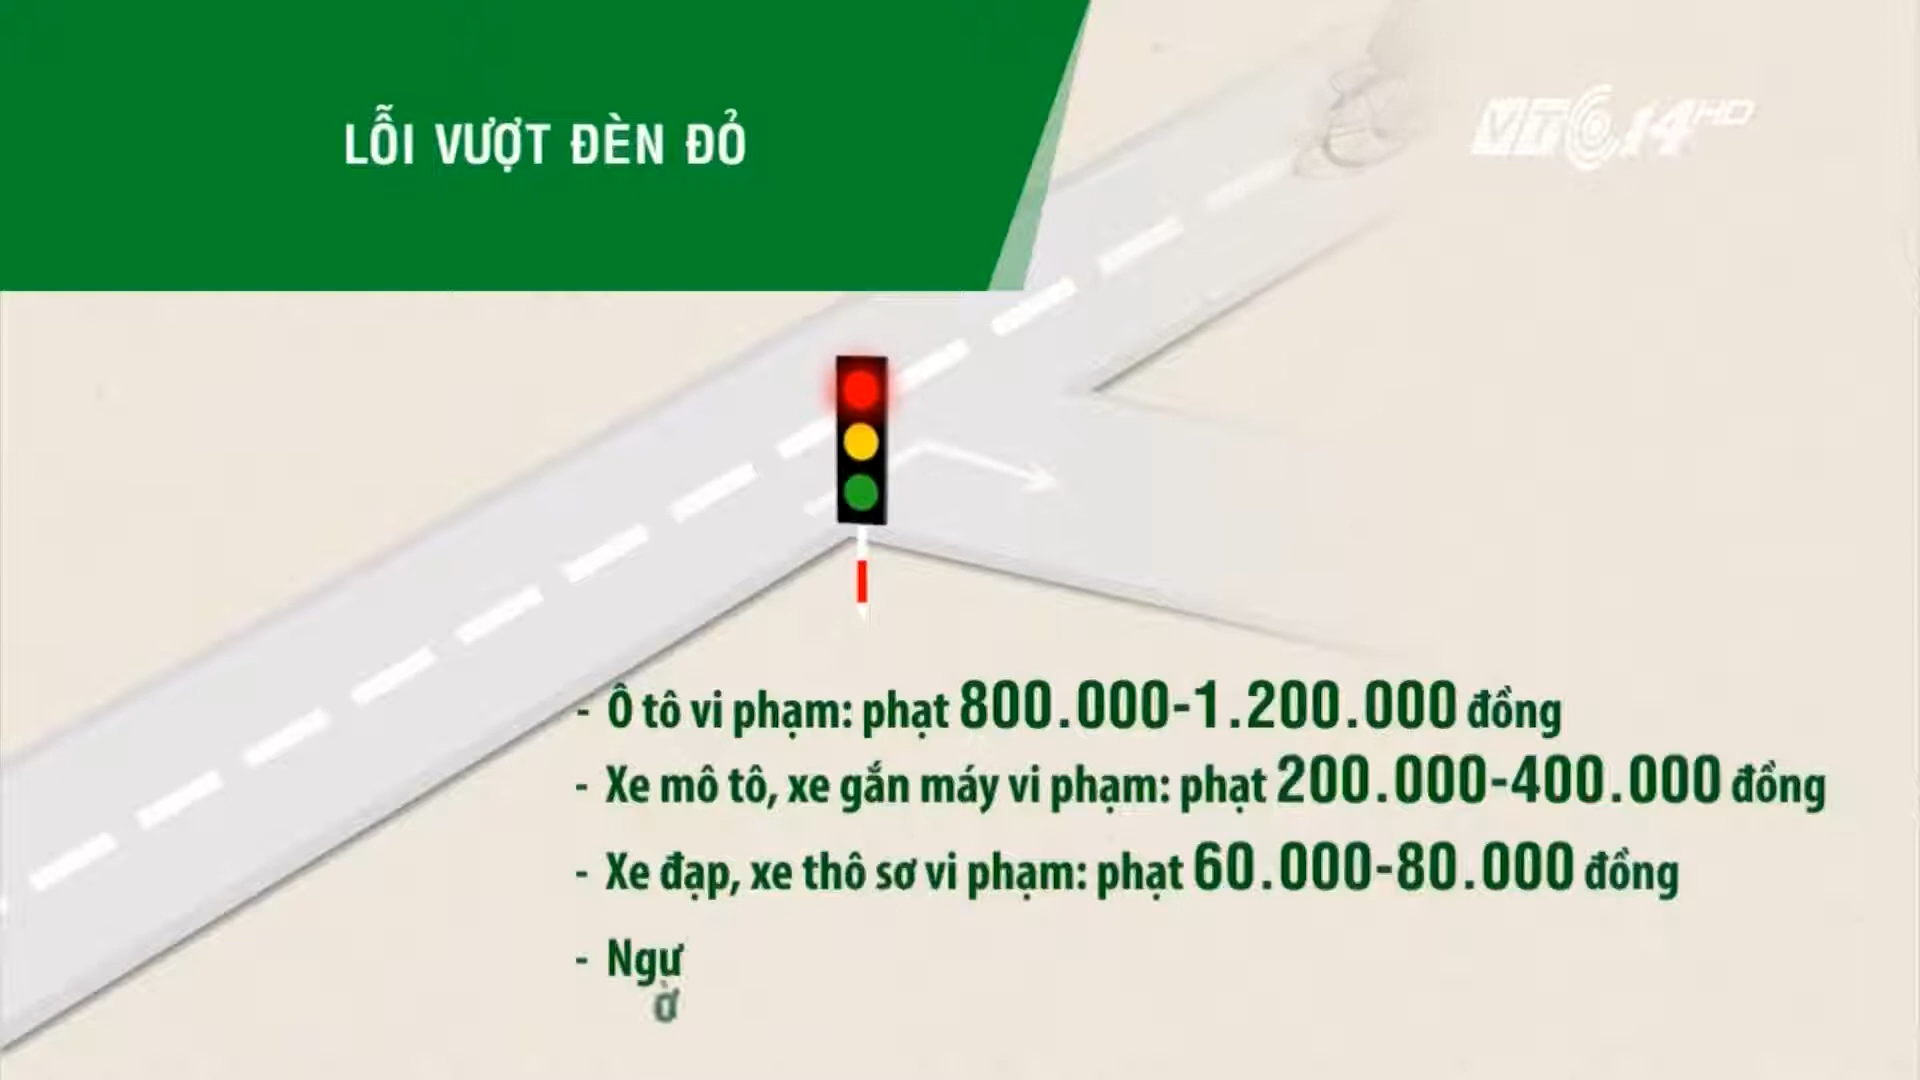 LỖI VƯỢT ĐÈN ĐỎ
VTC14HD
- Ô tô vi phạm: phạt 800.000-1.200.000 đồng
- Xe mô tô, xe gắn máy vi phạm: phạt 200.000-400.000 đồng
- Xe đạp, xe thô sơ vi phạm: phạt 60.000-80.000 đồng
- Ngư
ờ